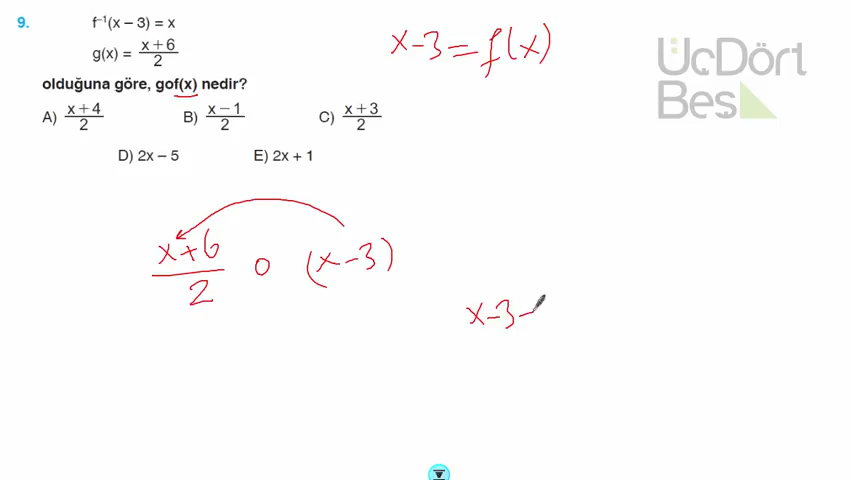 9.
f⁻¹(x – 3) = x
g(x) = x + 6 / 2
olduğuna göre, gof(x) nedir?
A) x + 4 / 2 B) x – 1 / 2 C) x + 3 / 2
D) 2x – 5 E) 2x + 1
x-3=f(x)
ÜçDört
Beş
x+6 / 2 o (x-3)
x-3-